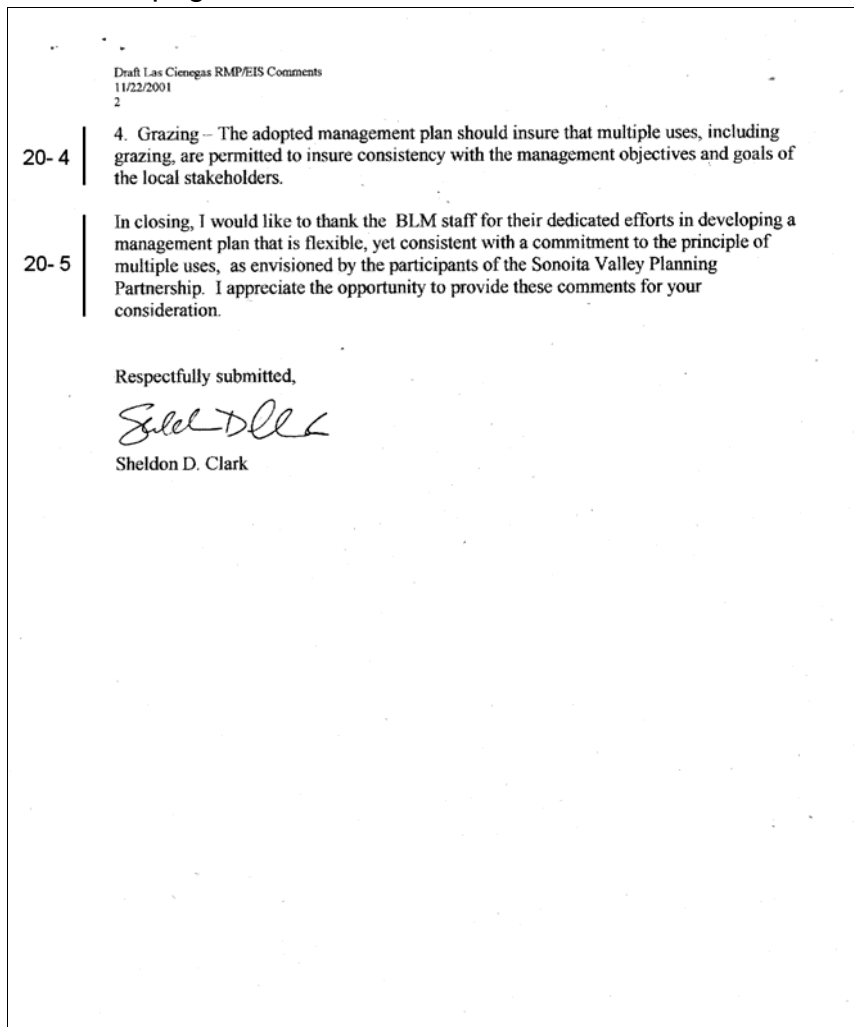 Draft Las Cienegas RMP/EIS Comments
11/22/2001
2
4. Grazing – The adopted management plan should insure that multiple uses, including
20- 4
grazing, are permitted to insure consistency with the management objectives and goals of
the local stakeholders.
In closing, I would like to thank the BLM staff for their dedicated efforts in developing a
management plan that is flexible, yet consistent with a commitment to the principle of
20- 5
multiple uses, as envisioned by the participants of the Sonoita Valley Planning
Partnership. I appreciate the opportunity to provide these comments for your
consideration.
Respectfully submitted,
Sheldon D. Clark